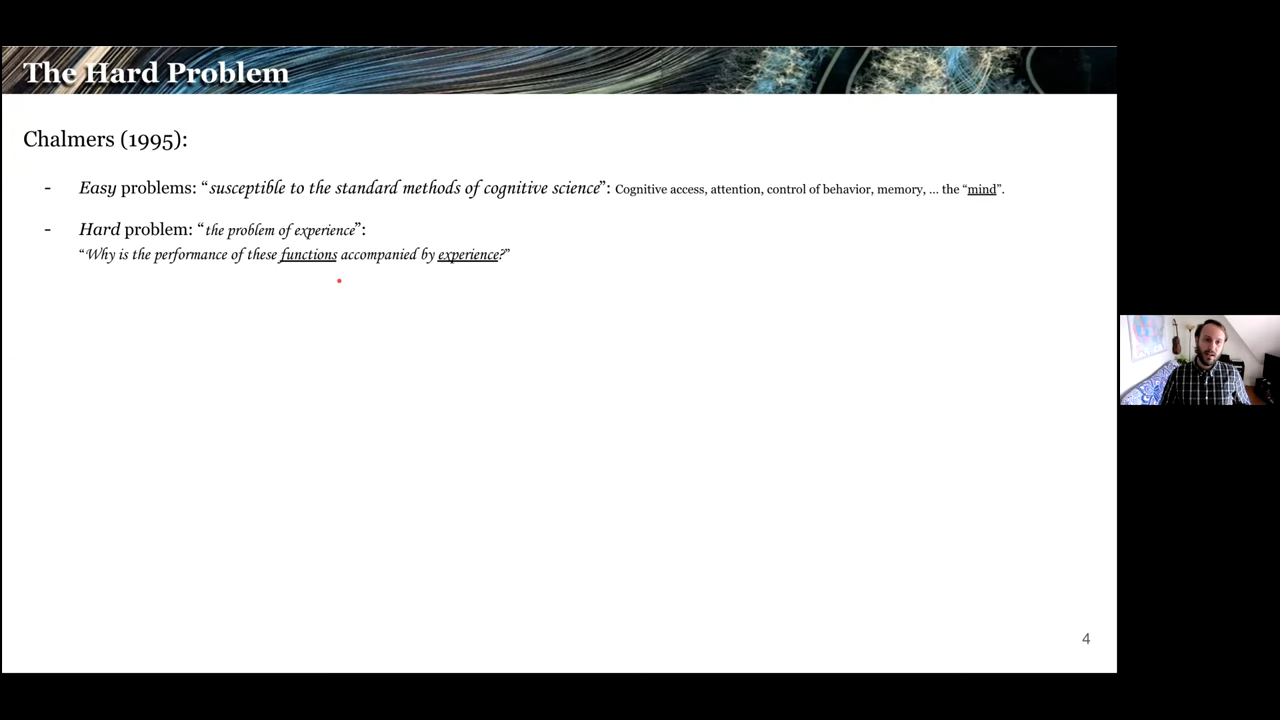 The Hard Problem
Chalmers (1995):
- Easy problems: “susceptible to the standard methods of cognitive science”: Cognitive access, attention, control of behavior, memory, ... the “mind”.
- Hard problem: “the problem of experience”:
“Why is the performance of these functions accompanied by experience?”
4